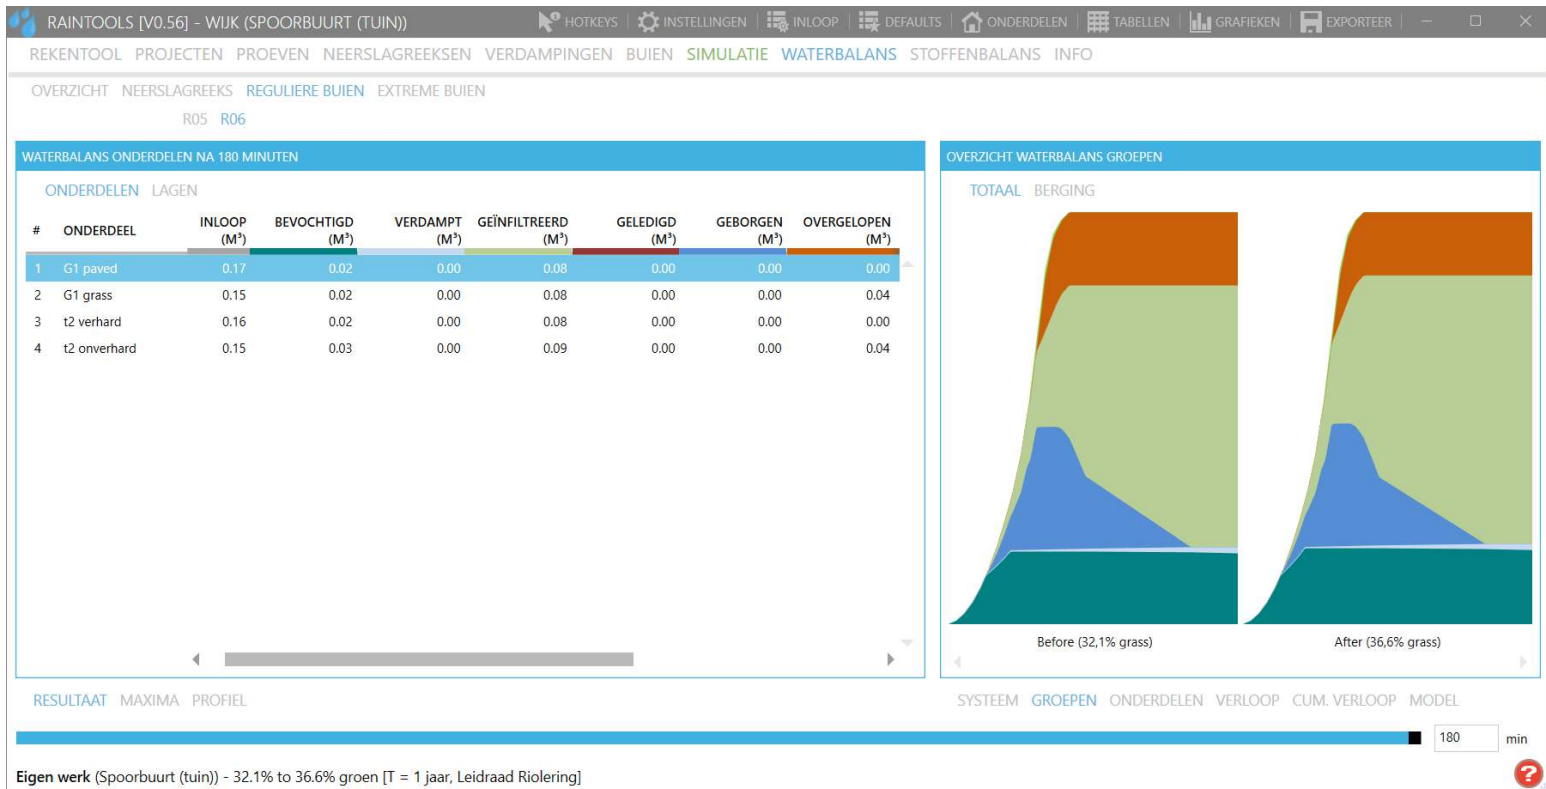 RAINTOOLS [V0.56] - WIJK (SPOORBUURT (TUIN)) HOTKEYS INSTELLINGEN INLOOP DEFAULTS ONDERDELEN TABELLEN GRAFIEKEN EXPORTEER
REKENTOOL PROJECTEN PROEVEN NEERSLAGREEKSEN VERDAMPINGEN BUIEN SIMULATIE WATERBALANS STOFFENBALANS INFO
OVERZICHT NEERSLAGREEKS REGULIERE BUIEN EXTREME BUIEN
R05 R06
WATERBALANS ONDERDELEN NA 180 MINUTEN
ONDERDELEN LAGEN
# ONDERDEEL INLOOP (M³) BEVOCHTIGD (M³) VERDAMPT (M³) GEÏNFILTREERD (M³) GELEDIGD (M³) GEBORGEN (M³) OVERGELOPEN (M³)
1 G1 paved 0.17 0.02 0.00 0.08 0.00 0.00 0.00
2 G1 grass 0.15 0.02 0.00 0.08 0.00 0.00 0.04
3 t2 verhard 0.16 0.02 0.00 0.08 0.00 0.00 0.00
4 t2 onverhard 0.15 0.03 0.00 0.09 0.00 0.00 0.04
RESULTAAT MAXIMA PROFIEL
OVERZICHT WATERBALANS GROEPEN
TOTAAL BERGING
Before (32,1% grass) After (36,6% grass)
SYSTEEM GROEPEN ONDERDELEN VERLOOP CUM. VERLOOP MODEL
180 min
Eigen werk (Spoorbuurt (tuin)) - 32.1% to 36.6% groen [T = 1 jaar, Leidraad Riolering]
?